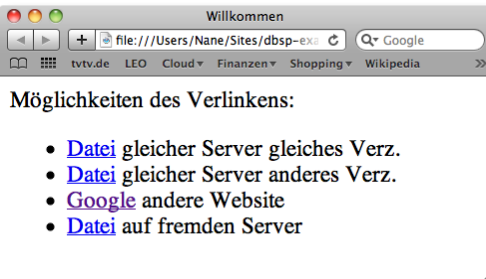 Willkommen
file:///Users/Nane/Sites/dbsp-exa
Google
tvtv.de LEO Cloud Finanzen Shopping Wikipedia
Möglichkeiten des Verlinkens:
Datei gleicher Server gleiches Verz.
Datei gleicher Server anderes Verz.
Google andere Website
Datei auf fremden Server